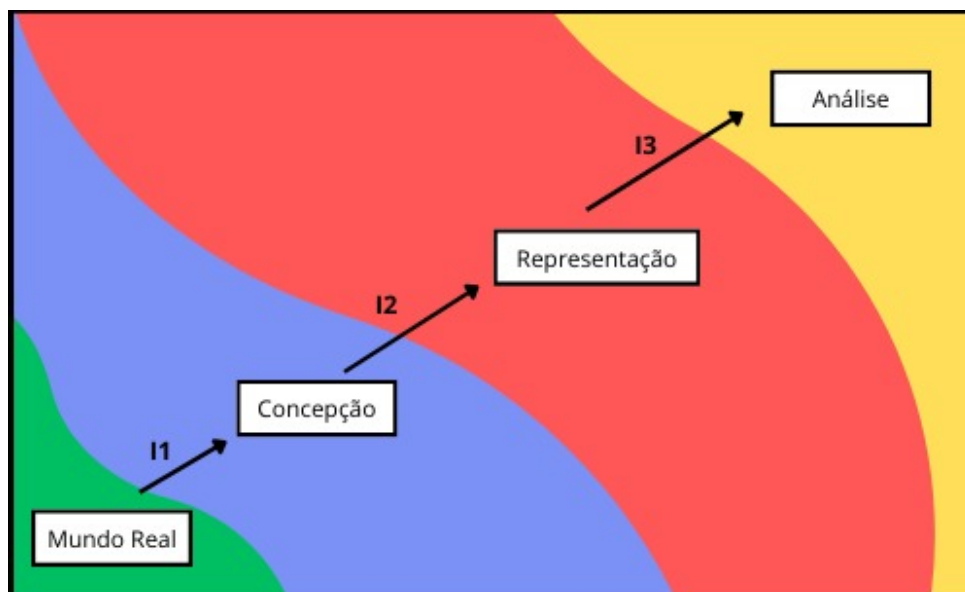 Análise
I3
Representação
I2
Concepção
I1
Mundo Real